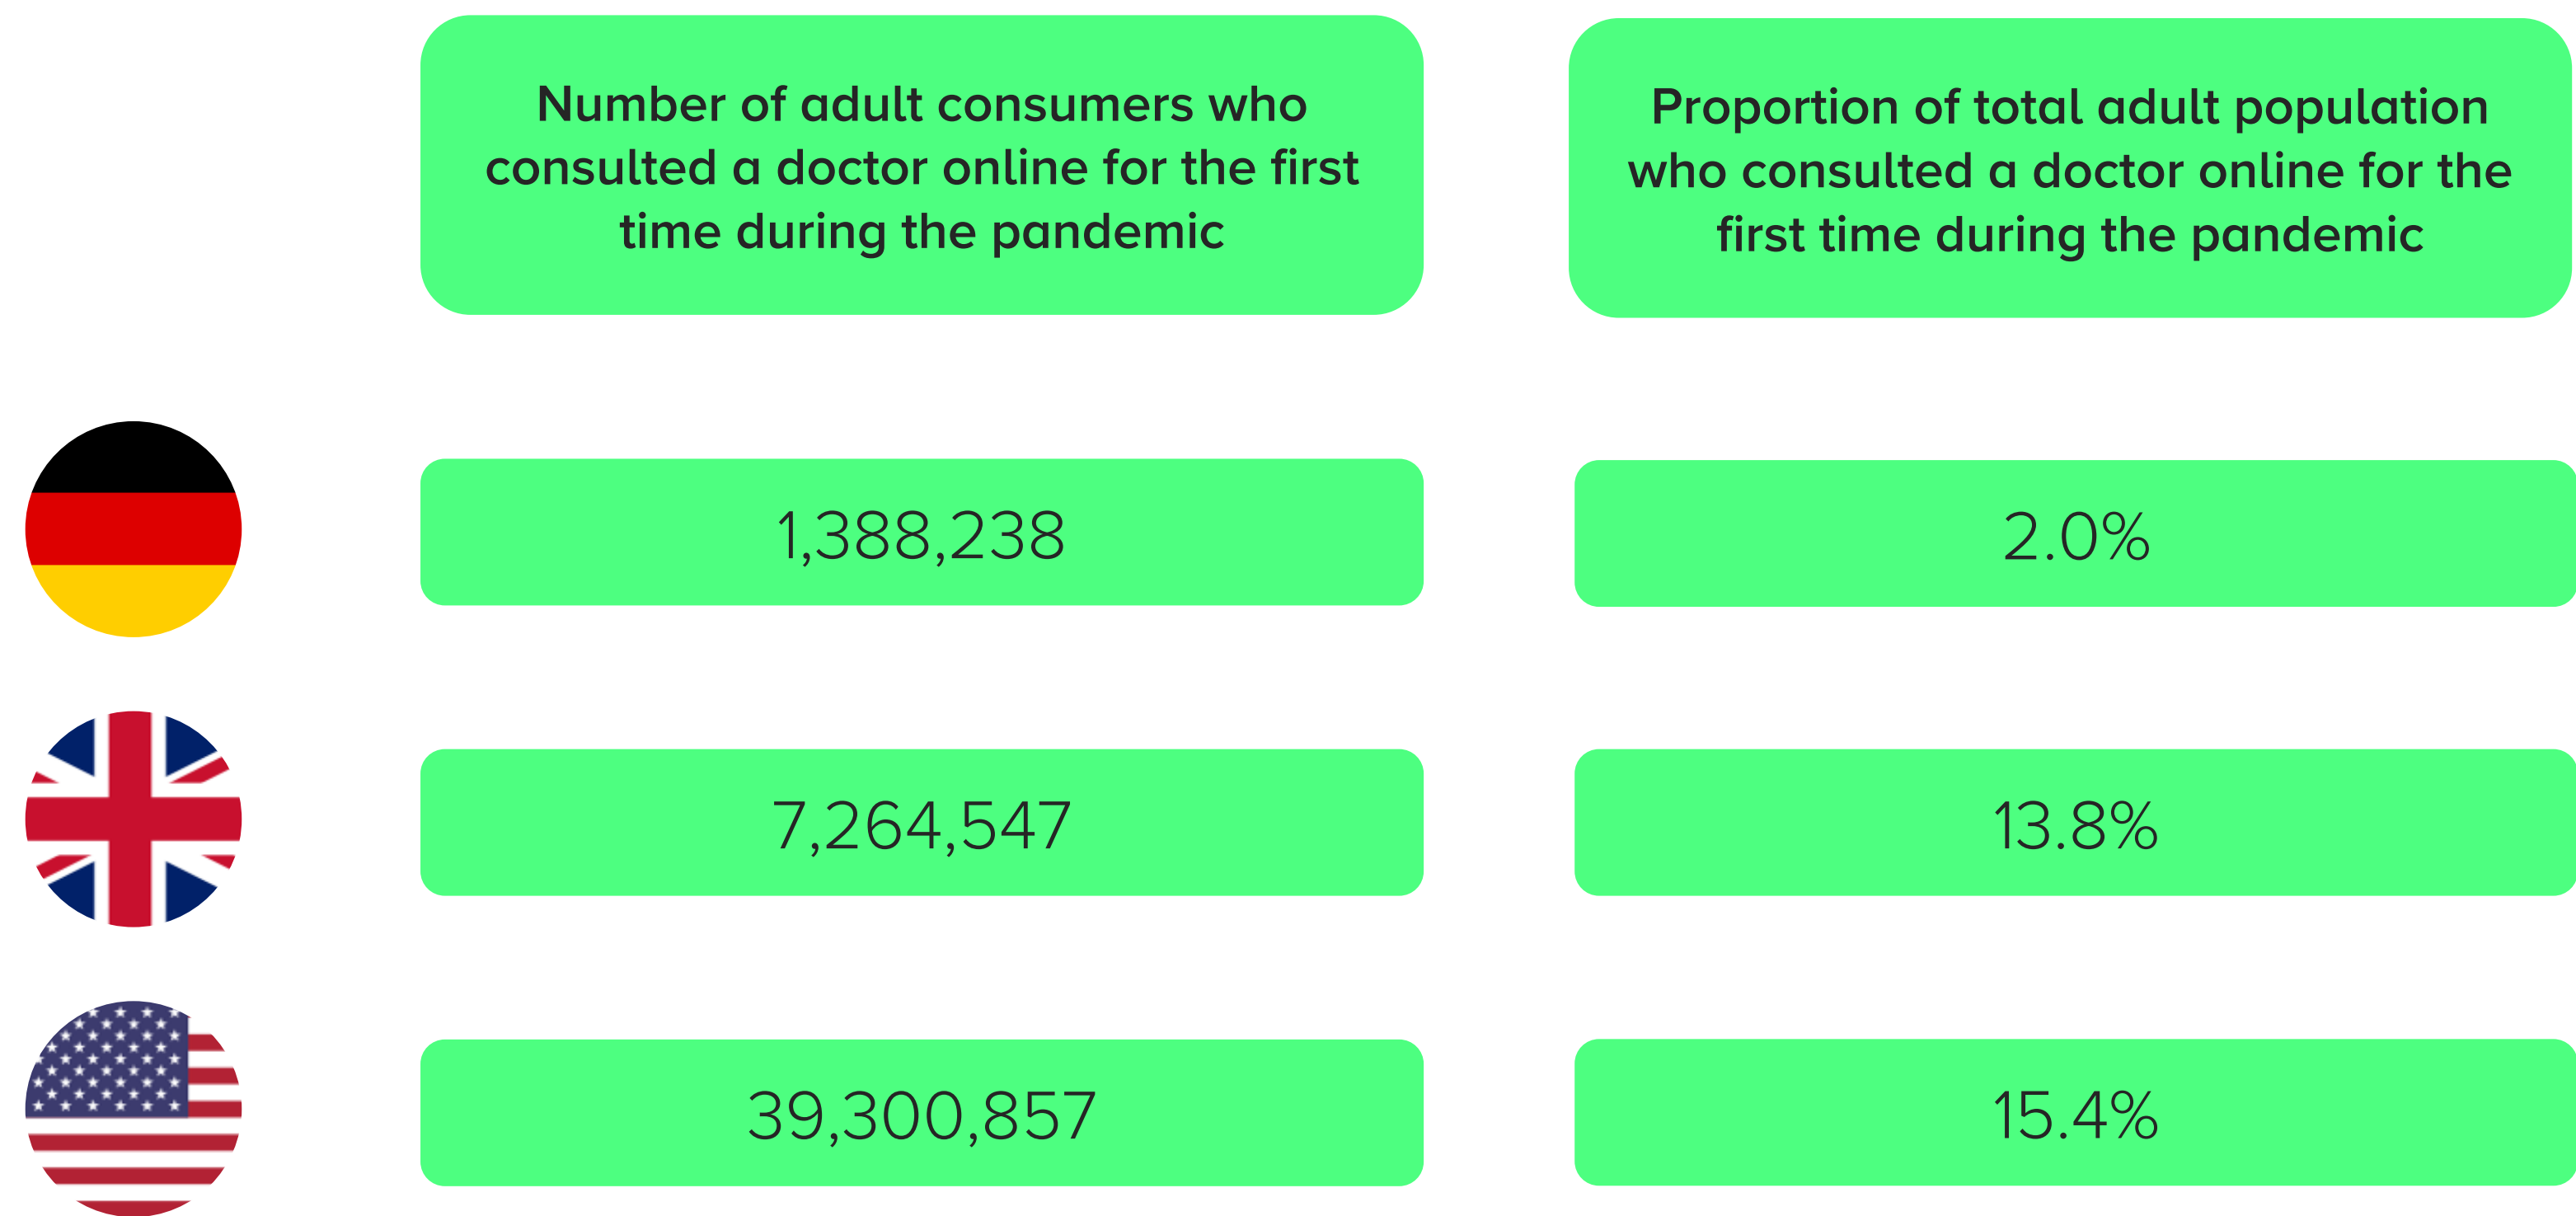 Number of adult consumers who
consulted a doctor online for the first
time during the pandemic
Proportion of total adult population
who consulted a doctor online for the
first time during the pandemic
1,388,238
2.0%
7,264,547
13.8%
39,300,857
15.4%